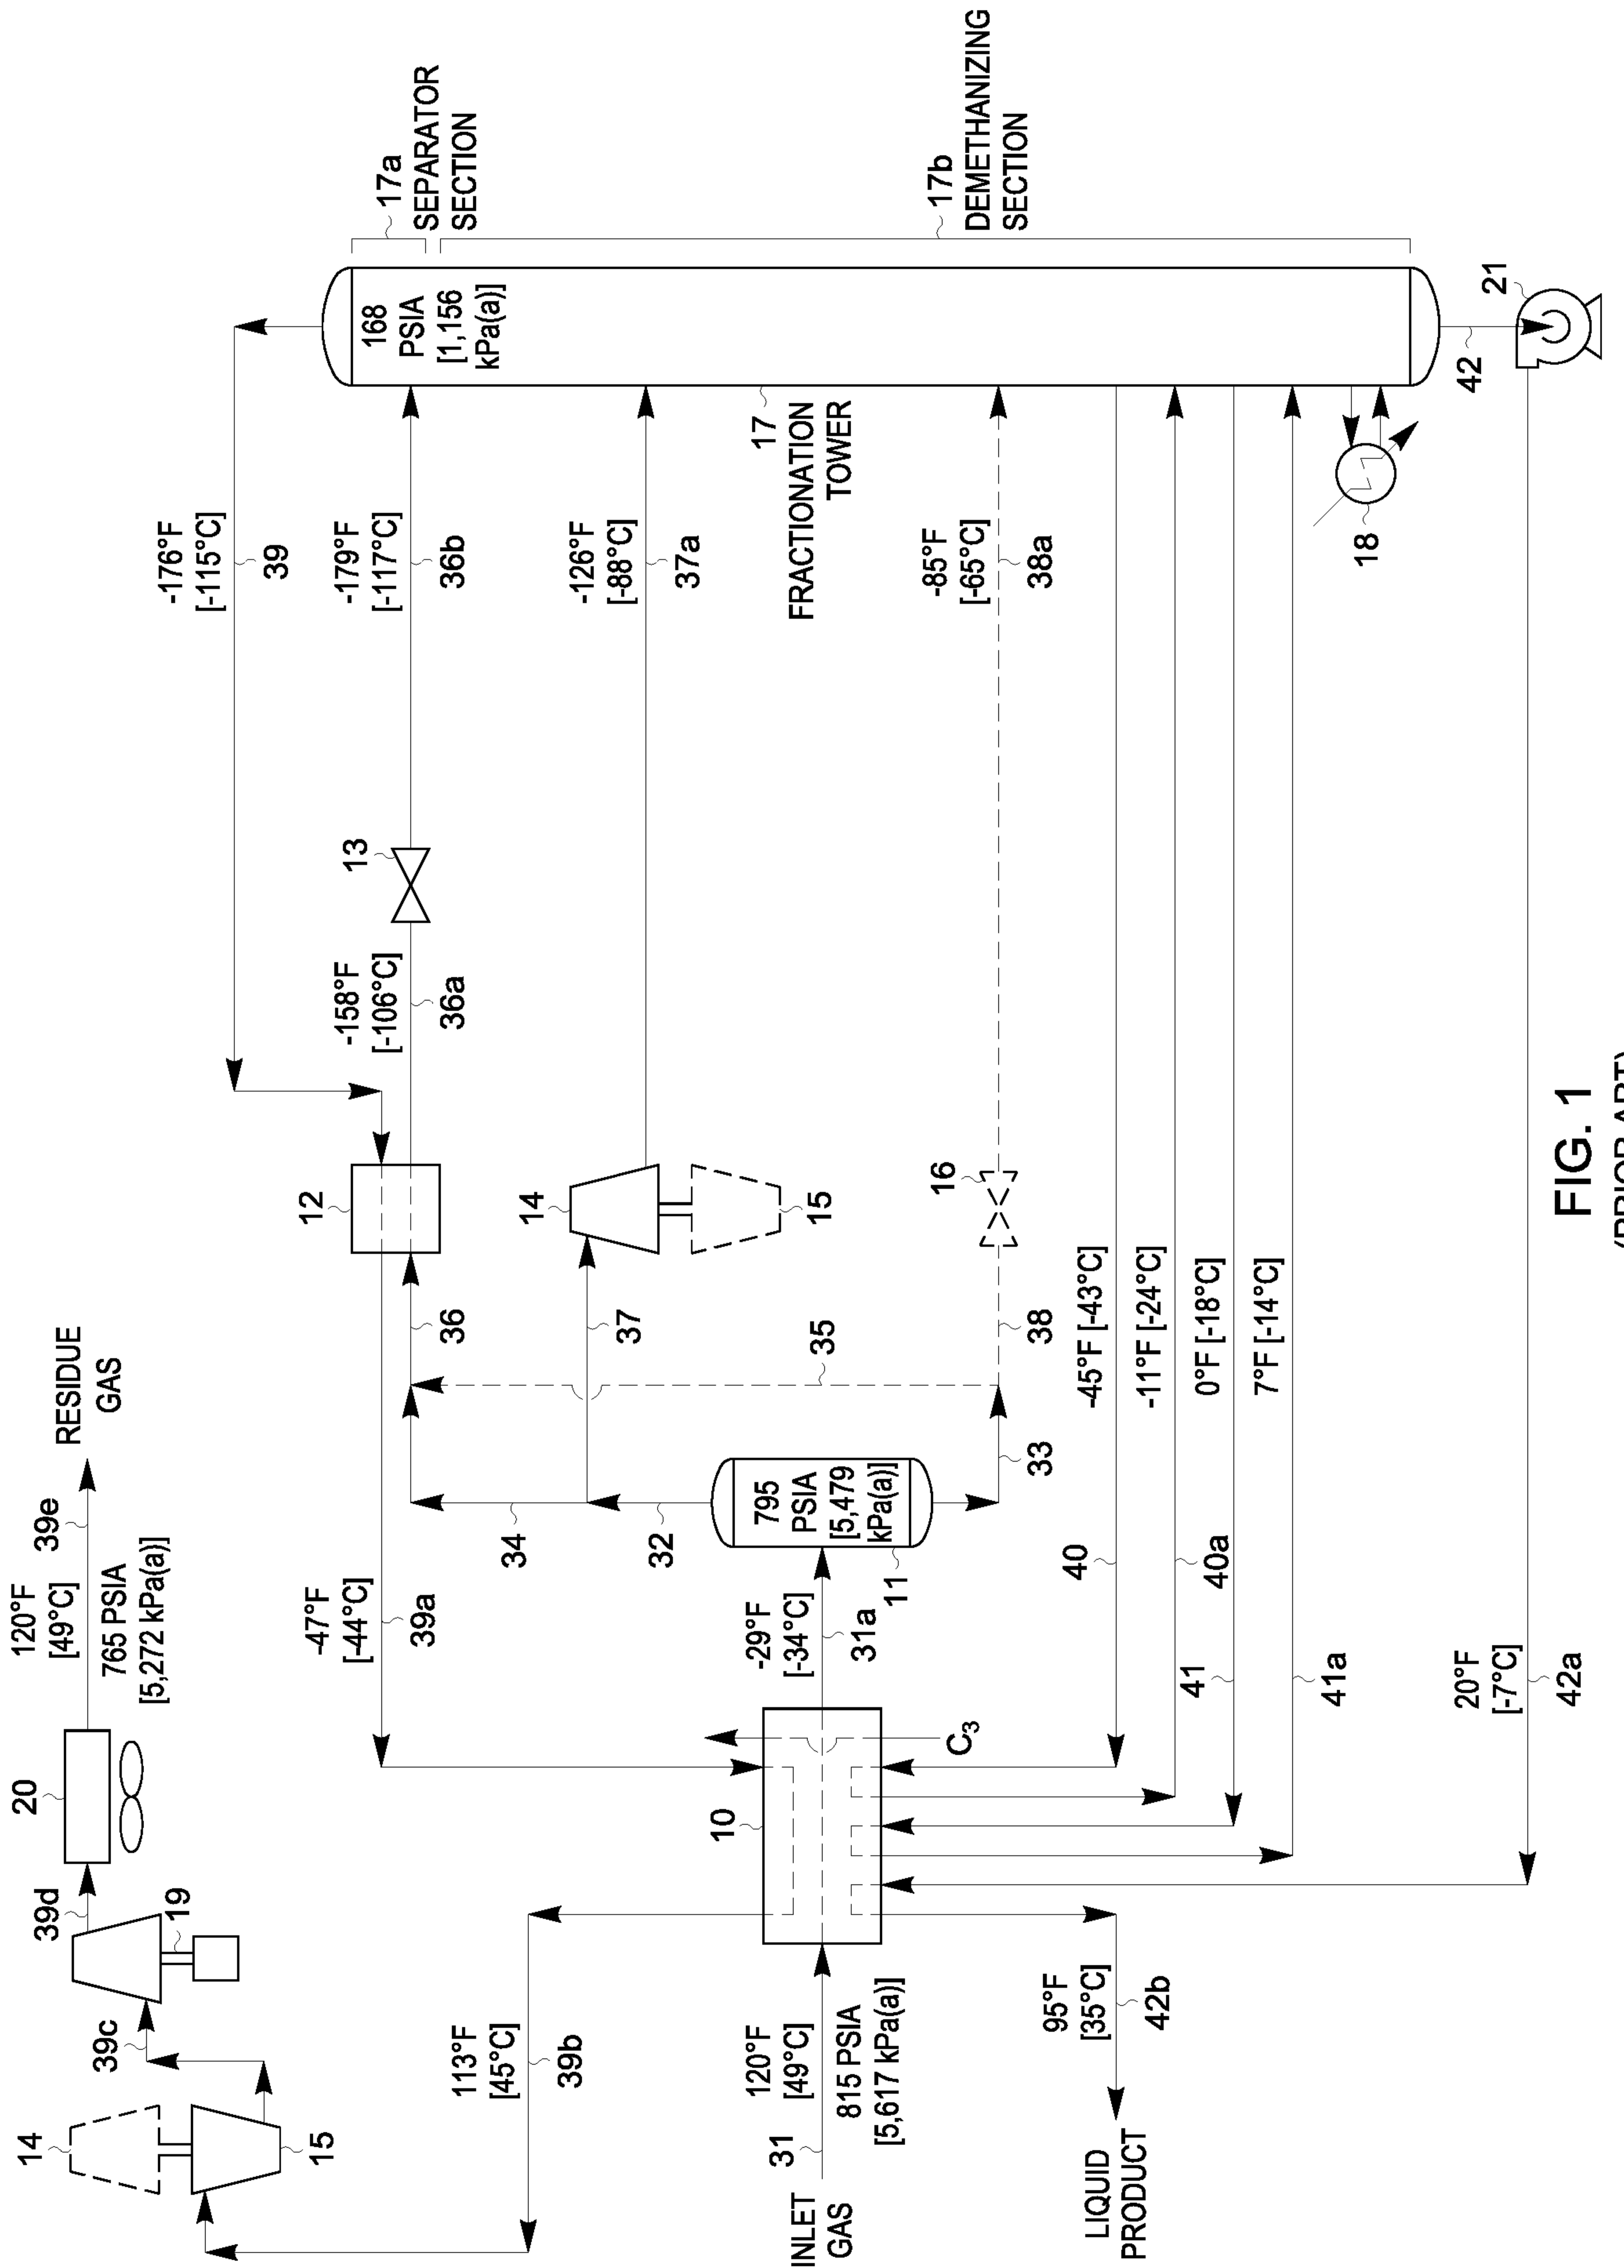 RESIDUE
GAS
120°F
[49°C]
39e
765 PSIA
[5,272 kPa(a)]
20
39d
19
39c
14
15
113°F
[45°C]
39b
-47°F
[-44°C]
39a
-176°F
[-115°C]
39
12
36
-158°F
[-106°C]
36a
13
-179°F
[-117°C]
36b
168
PSIA
[1,156
kPa(a)]
17a
SEPARATOR
SECTION
34
37
14
15
-126°F
[-88°C]
37a
17
FRACTIONATION
TOWER
32
35
INLET
GAS
31
120°F
[49°C]
815 PSIA
[5,617 kPa(a)]
10
C3
-29°F
[-34°C]
31a
795
PSIA
[5,479
kPa(a)]
11
33
38
16
-85°F
[-65°C]
38a
17b
DEMETHANIZING
SECTION
40
-45°F [-43°C]
40a
-11°F [-24°C]
41
0°F [-18°C]
41a
7°F [-14°C]
18
LIQUID
PRODUCT
95°F
[35°C]
42b
20°F
[-7°C]
42a
42
21
FIG. 1
(PRIOR ART)